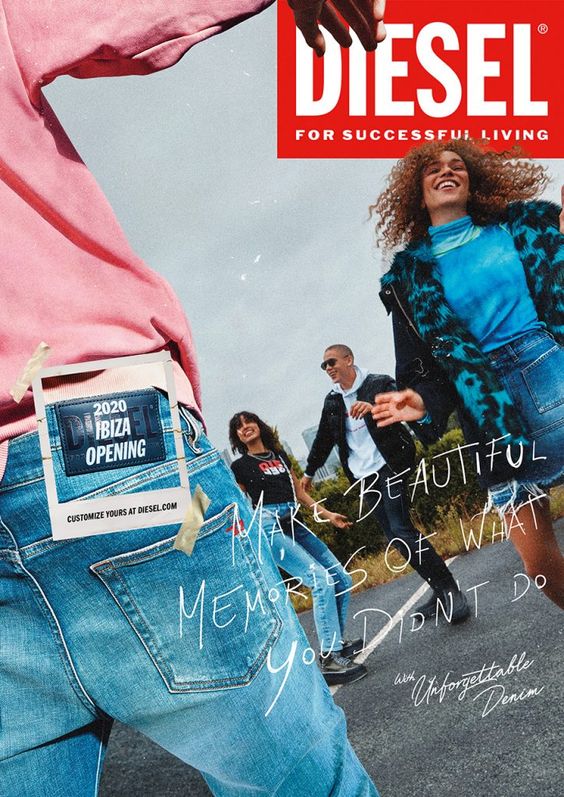 DIESEL®
FOR SUCCESSFUL LIVING
DIESEL
2020
IBIZA
OPENING
CUSTOMIZE YOURS AT DIESEL.COM
MAKE BEAUTIFUL
MEMORIES OF WHAT
YOU DIDN'T DO
With Unforgettable
Denim